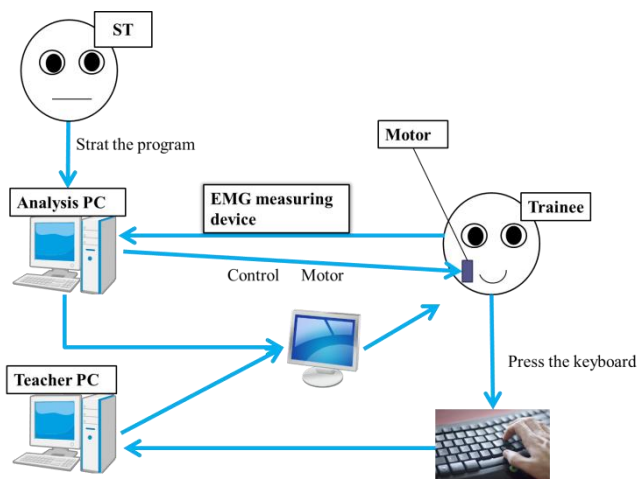 ST
Strat the program
Motor
Analysis PC
EMG measuring
device
Trainee
Control Motor
Press the keyboard
Teacher PC